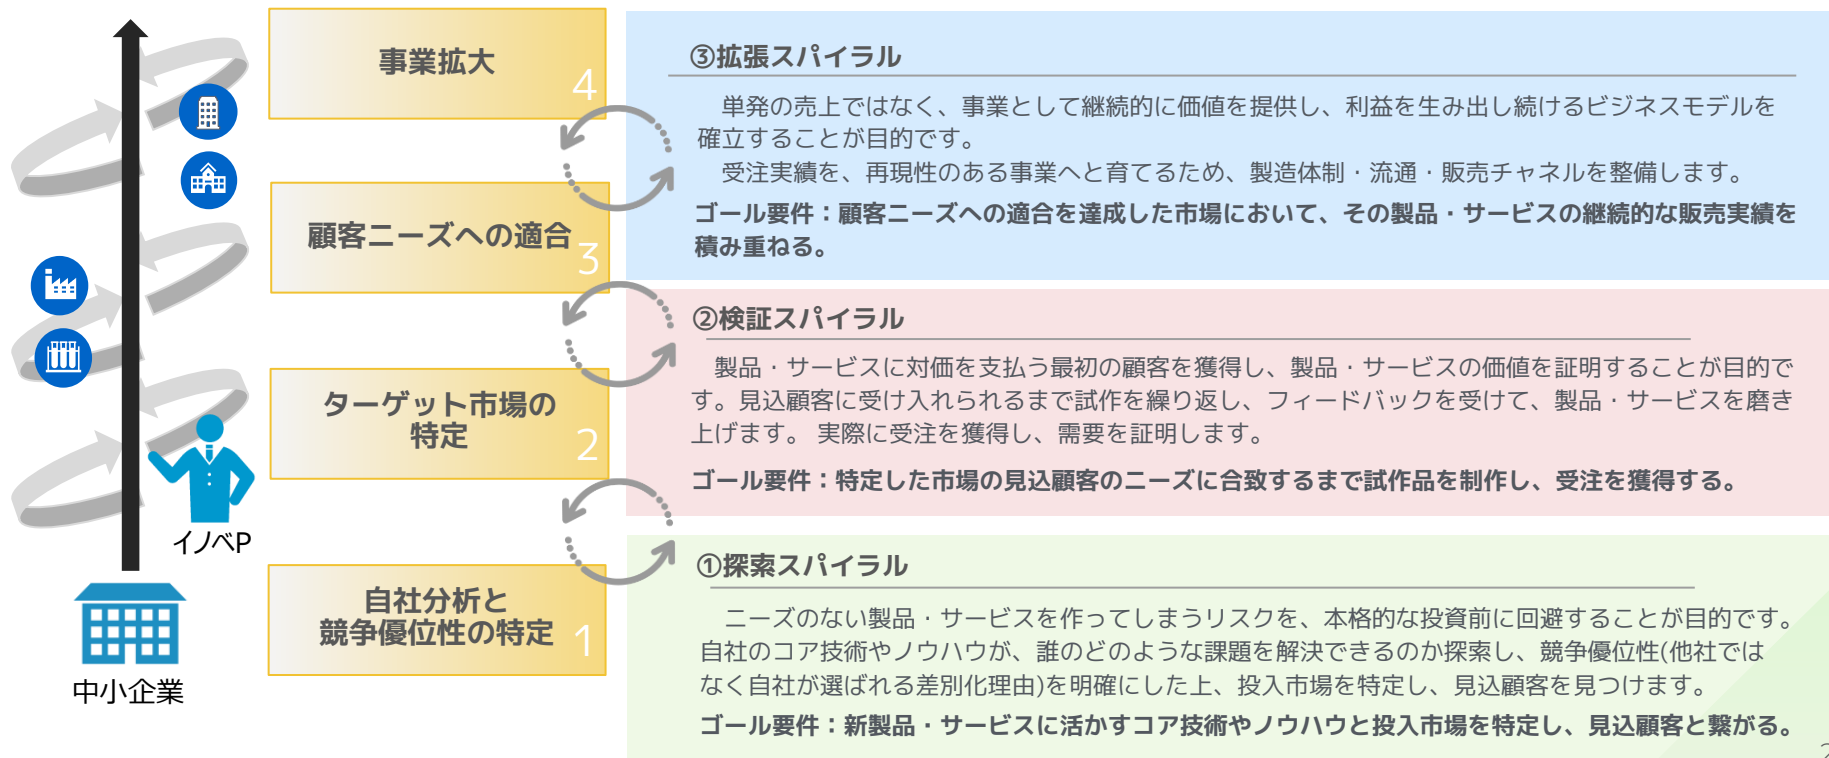 事業拡大
4
顧客ニーズへの適合
3
ターゲット市場の
特定
2
自社分析と
競争優位性の特定
1
イノベP
中小企業
③拡張スパイラル
単発の売上ではなく、事業として継続的に価値を提供し、利益を生み出し続けるビジネスモデルを
確立することが目的です。
受注実績を、再現性のある事業へと育てるため、製造体制・流通・販売チャネルを整備します。
ゴール要件：顧客ニーズへの適合を達成した市場において、その製品・サービスの継続的な販売実績を
積み重ねる。
②検証スパイラル
製品・サービスに対価を支払う最初の顧客を獲得し、製品・サービスの価値を証明することが目的で
す。見込顧客に受け入れられるまで試作を繰り返し、フィードバックを受けて、製品・サービスを磨き
上げます。 実際に受注を獲得し、需要を証明します。
ゴール要件：特定した市場の見込顧客のニーズに合致するまで試作品を制作し、受注を獲得する。
①探索スパイラル
ニーズのない製品・サービスを作ってしまうリスクを、本格的な投資前に回避することが目的です。
自社のコア技術やノウハウが、誰のどのような課題を解決できるのか探索し、競争優位性(他社では
なく自社が選ばれる差別化理由)を明確にした上、投入市場を特定し、見込顧客を見つけます。
ゴール要件：新製品・サービスに活かすコア技術やノウハウと投入市場を特定し、見込顧客と繋がる。